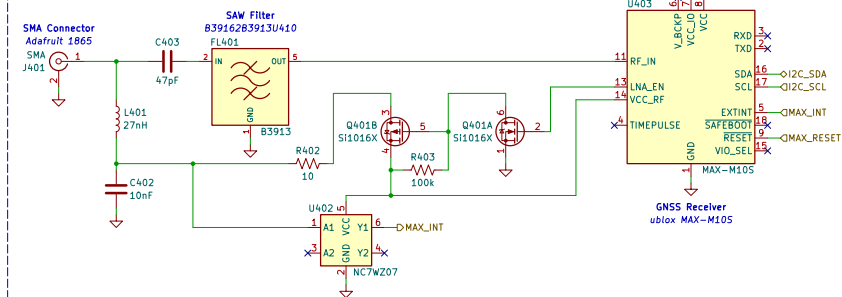 SMA Connector
Adafruit 1865
SMA
J401
1
2
C403
47pF
SAW Filter
B39162B3913U410
FL401
2
IN
OUT
5
GND
1
B3913
L401
27nH
C402
10nF
R402
10
Q401B
SI1016X
3
5
4
R403
100k
Q401A
SI1016X
6
2
1
U402
5
1
A1
VCC
Y1
6
MAX_INT
3
A2
GND
Y2
4
2
NC7WZ07
U403
6
7
8
V_BCKP
VCC_IO
VCC
11
RF_IN
13
LNA_EN
14
VCC_RF
4
TIMEPULSE
RXD
3
TXD
2
SDA
16
I2C_SDA
SCL
17
I2C_SCL
EXTINT
5
MAX_INT
SAFEBOOT
18
RESET
9
MAX_RESET
VIO_SEL
15
GND
1
MAX-M10S
GNSS Receiver
ublox MAX-M10S